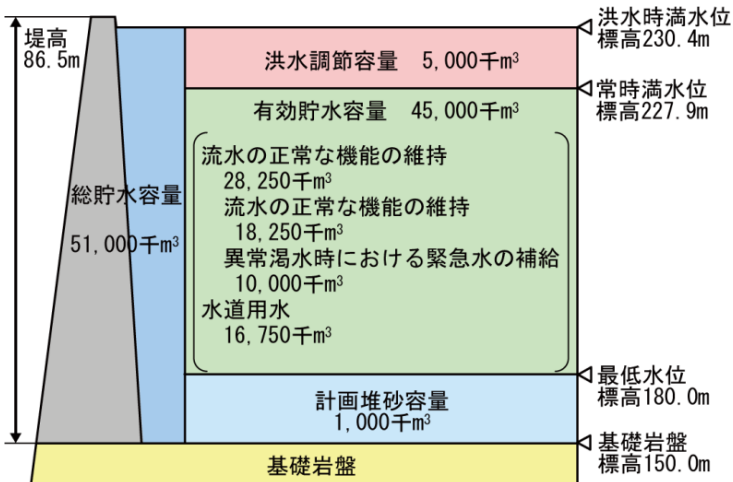 堤高
86.5m
洪水時満水位
標高230.4m
洪水調節容量 5,000千m³
常時満水位
標高227.9m
有効貯水容量 45,000千m³
流水の正常な機能の維持
28,250千m³
流水の正常な機能の維持
18,250千m³
異常渇水時における緊急水の補給
10,000千m³
水道用水
16,750千m³
総貯水容量
51,000千m³
最低水位
標高180.0m
計画堆砂容量
1,000千m³
基礎岩盤
標高150.0m
基礎岩盤